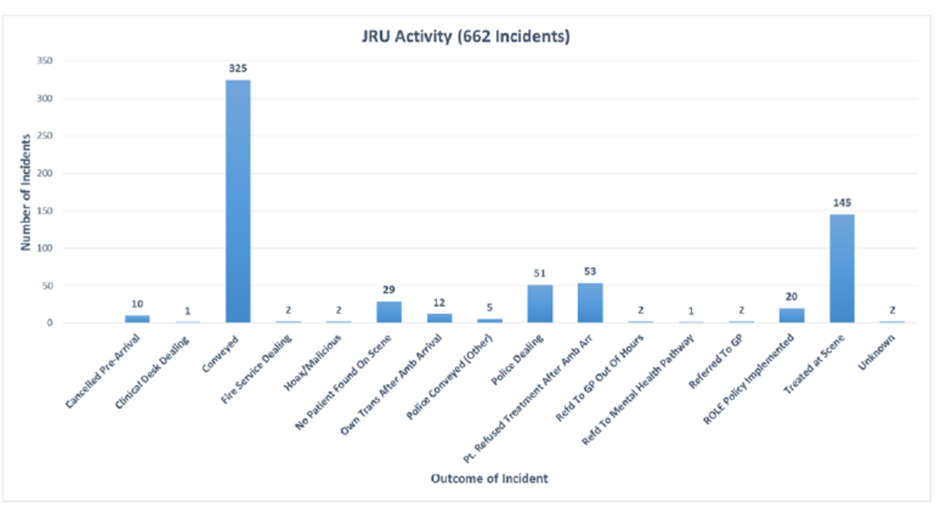 JRU Activity (662 Incidents)
350
300
250
200
150
100
50
0
Number of Incidents
10
1
325
2
2
29
12
5
51
53
2
1
2
20
145
2
Cancelled Pre-Arrival
Clinical Desk Dealing
Conveyed
Fire Service Dealing
Hoax/Malicious
No Patient Found On Scene
Own Trans After Amb Arrival
Police Conveyed (Other)
Police Dealing
Pt. Refused Treatment After Amb Arr
Refd To GP Out Of Hours
Refd To Mental Health Pathway
Referred To GP
ROLE Policy Implemented
Treated at Scene
Unknown
Outcome of Incident